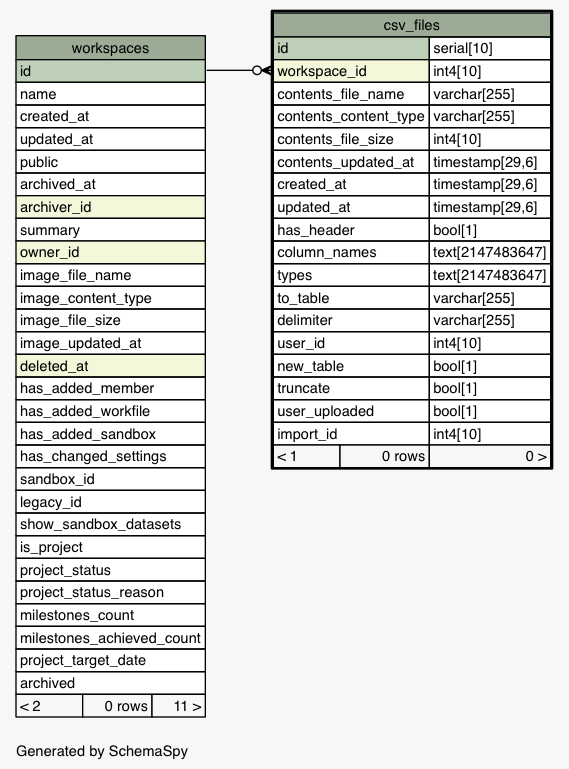 workspaces
id
name
created_at
updated_at
public
archived_at
archiver_id
summary
owner_id
image_file_name
image_content_type
image_file_size
image_updated_at
deleted_at
has_added_member
has_added_workfile
has_added_sandbox
has_changed_settings
sandbox_id
legacy_id
show_sandbox_datasets
is_project
project_status
project_status_reason
milestones_count
milestones_achieved_count
project_target_date
archived
< 2 0 rows 11 >
csv_files
id serial[10]
workspace_id int4[10]
contents_file_name varchar[255]
contents_content_type varchar[255]
contents_file_size int4[10]
contents_updated_at timestamp[29,6]
created_at timestamp[29,6]
updated_at timestamp[29,6]
has_header bool[1]
column_names text[2147483647]
types text[2147483647]
to_table varchar[255]
delimiter varchar[255]
user_id int4[10]
new_table bool[1]
truncate bool[1]
user_uploaded bool[1]
import_id int4[10]
< 1 0 rows 0 >
Generated by SchemaSpy